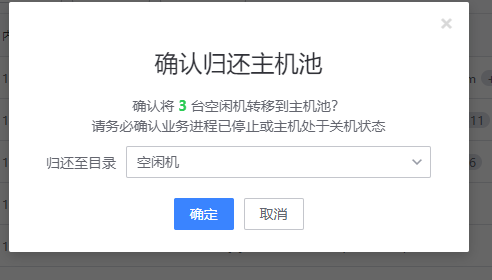 确认归还主机池
确认将 3 台空闲机转移到主机池?
请务必确认业务进程已停止或主机处于关机状态
归还至目录 空闲机
确定 取消
11
6